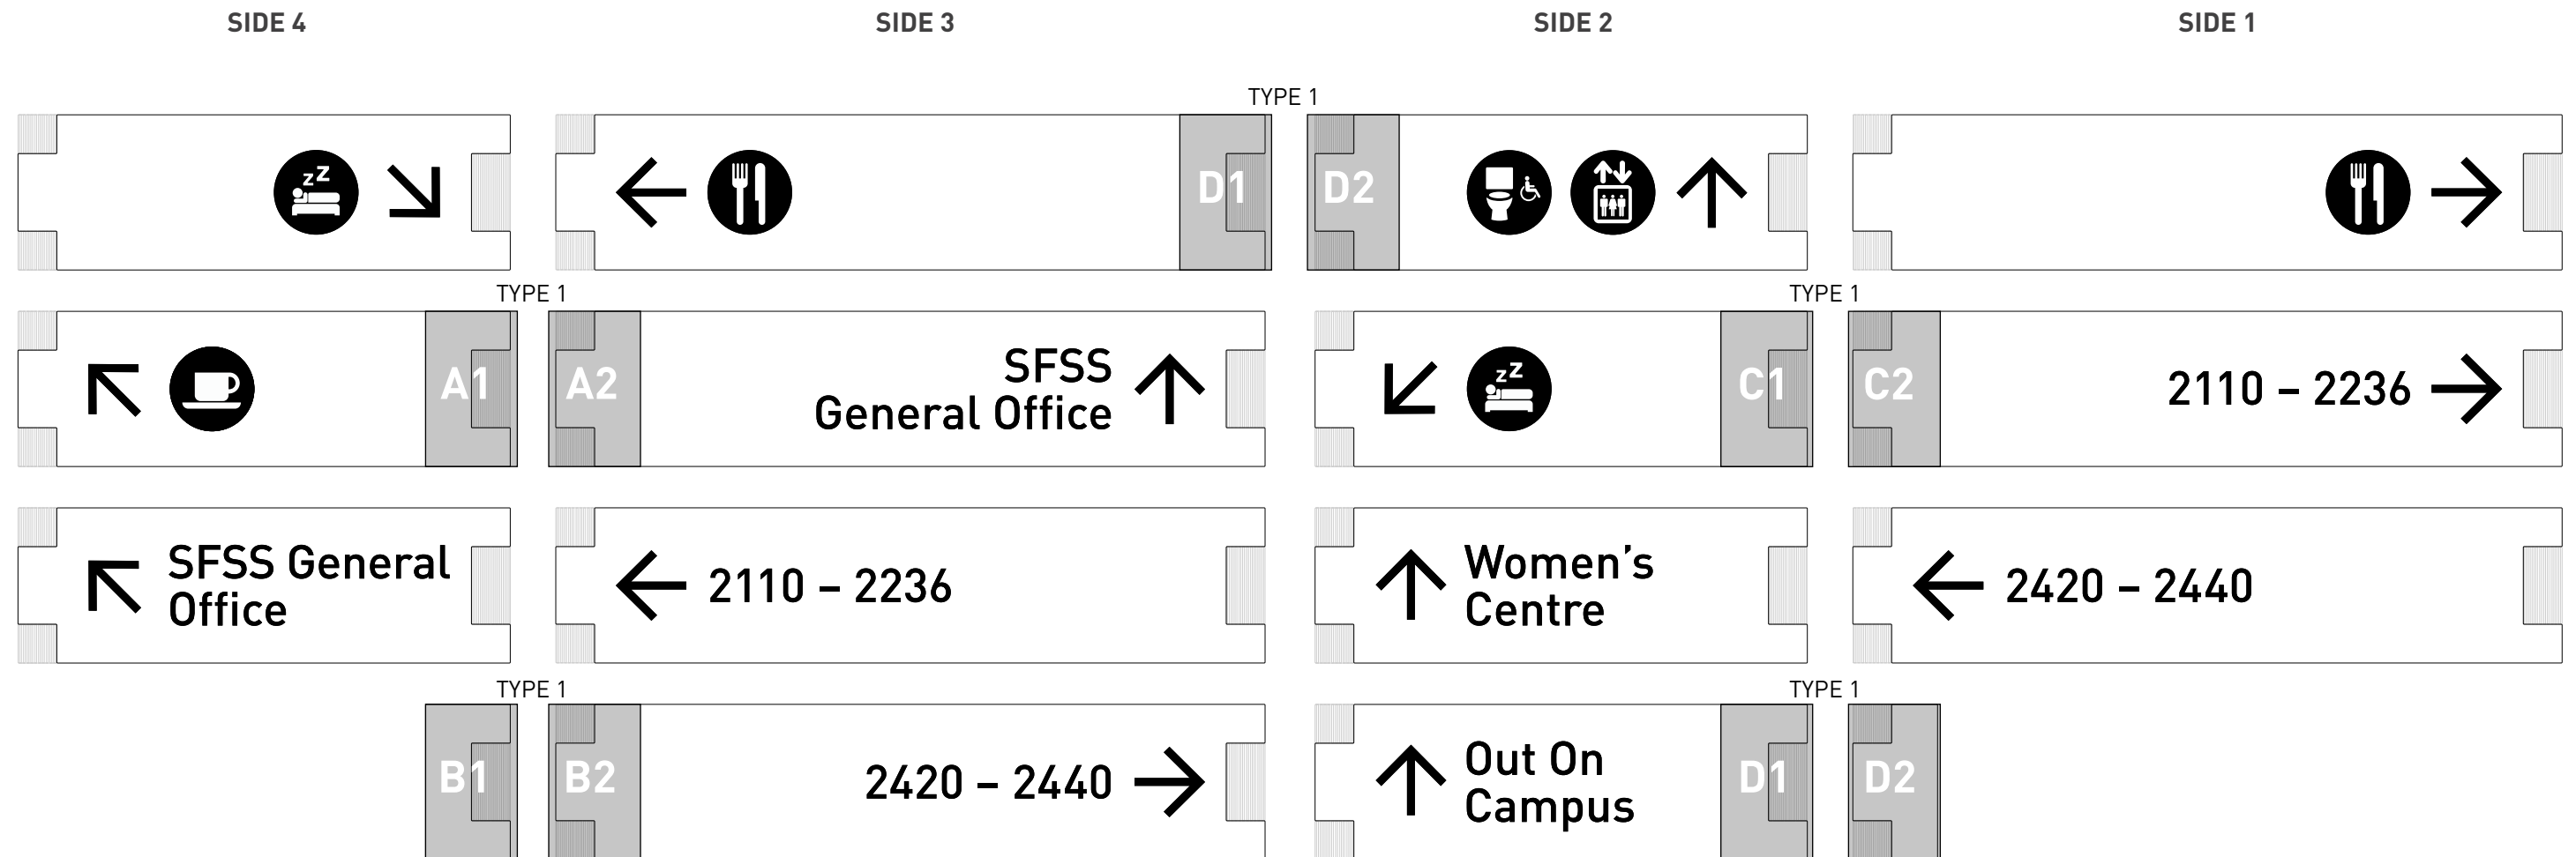 SIDE 4
SIDE 3
SIDE 2
SIDE 1
TYPE 1
zZ
D1
D2
TYPE 1
TYPE 1
A1
A2
SFSS
General Office
zZ
C1
C2
2110 – 2236
SFSS General
Office
2110 – 2236
Women's
Centre
2420 – 2440
TYPE 1
TYPE 1
B1
B2
2420 – 2440
Out On
Campus
D1
D2